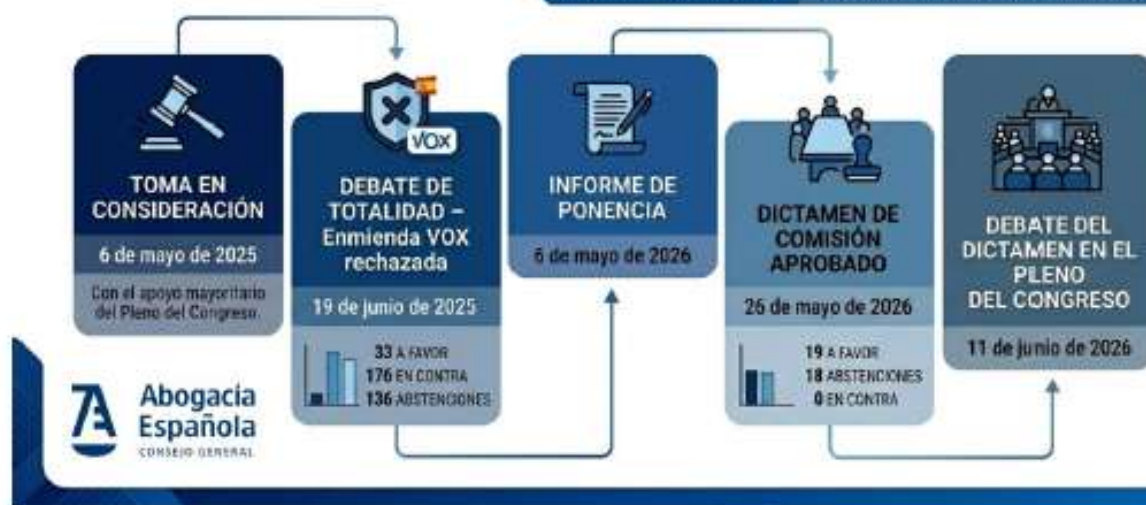 TOMA EN
CONSIDERACIÓN
6 de mayo de 2025
Con el apoyo mayoritario
del Pleno del Congreso.
VOX
DEBATE DE
TOTALIDAD –
Enmienda VOX
rechazada
19 de junio de 2025
33 A FAVOR
176 EN CONTRA
136 ABSTENCIONES
INFORME DE
PONENCIA
6 de mayo de 2026
DICTAMEN DE
COMISIÓN
APROBADO
26 de mayo de 2026
19 A FAVOR
18 ABSTENCIONES
0 EN CONTRA
DEBATE DEL
DICTAMEN EN EL
PLENO
DEL CONGRESO
11 de junio de 2026
Abogacía
Española
CONSEJO GENERAL